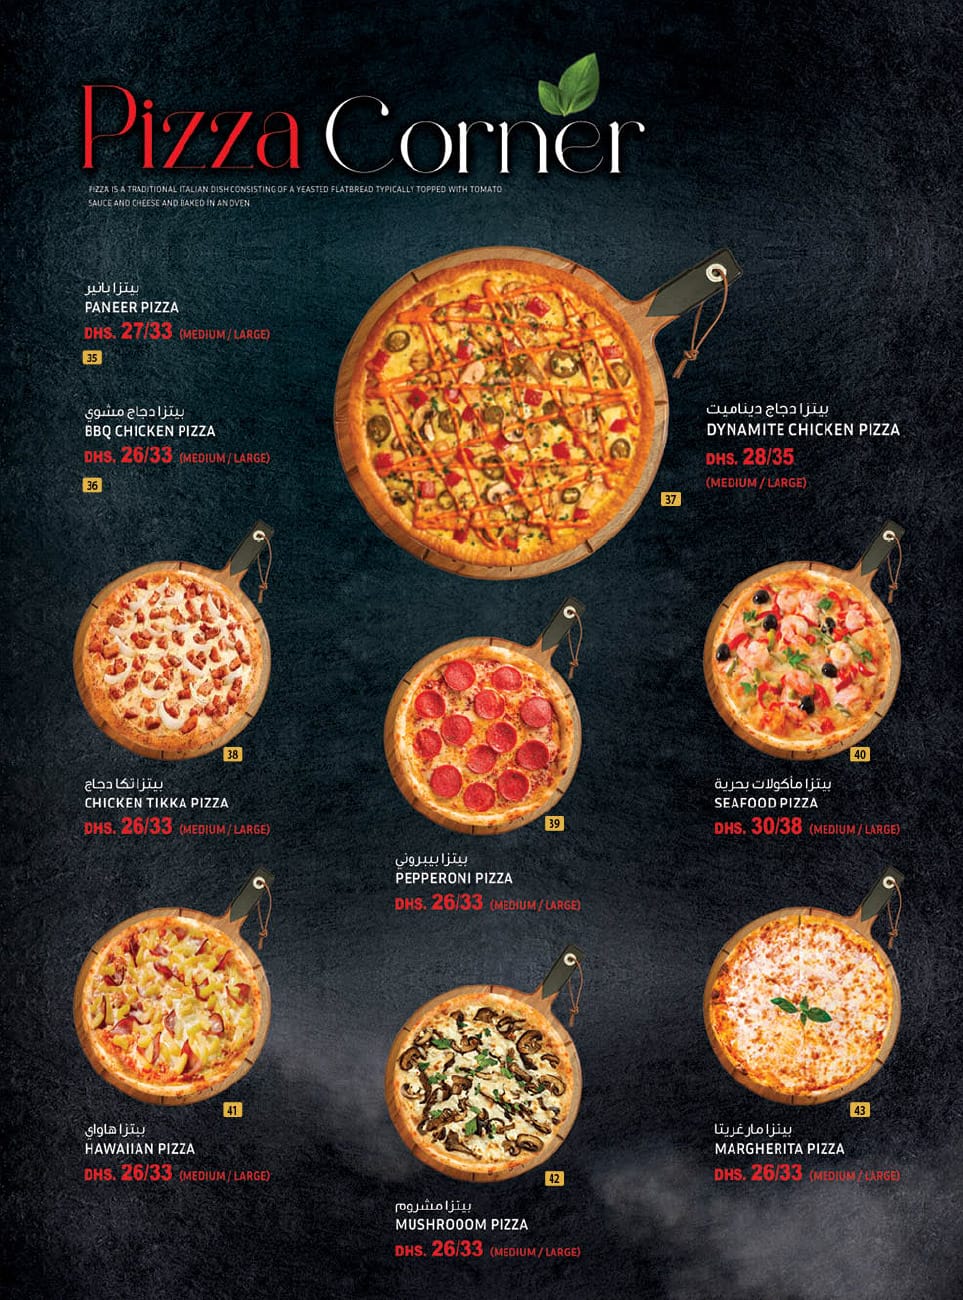 Pizza Corner
PIZZA IS A TRADITIONAL ITALIAN DISH CONSISTING OF A YEASTED FLATBREAD TYPICALLY TOPPED WITH TOMATO
SAUCE AND CHEESE AND BAKED IN AN OVEN
بيتزا بانير
PANEER PIZZA
DHS. 27/33 (MEDIUM / LARGE)
35
بيتزا دجاج مشوي
BBQ CHICKEN PIZZA
DHS. 26/33 (MEDIUM / LARGE)
36
بيتزا دجاج ديناميت
DYNAMITE CHICKEN PIZZA
DHS. 28/35
(MEDIUM / LARGE)
37
38
بيتزا تكا دجاج
CHICKEN TIKKA PIZZA
DHS. 26/33 (MEDIUM / LARGE)
39
بيتزا بيبروني
PEPPERONI PIZZA
DHS. 26/33 (MEDIUM / LARGE)
40
بيتزا مأكولات بحرية
SEAFOOD PIZZA
DHS. 30/38 (MEDIUM / LARGE)
41
بيتزا هاواي
HAWAIIAN PIZZA
DHS. 26/33 (MEDIUM / LARGE)
42
بيتزا مشروم
MUSHROOOM PIZZA
DHS. 26/33 (MEDIUM / LARGE)
43
بيتزا مارغريتا
MARGHERITA PIZZA
DHS. 26/33 (MEDIUM / LARGE)